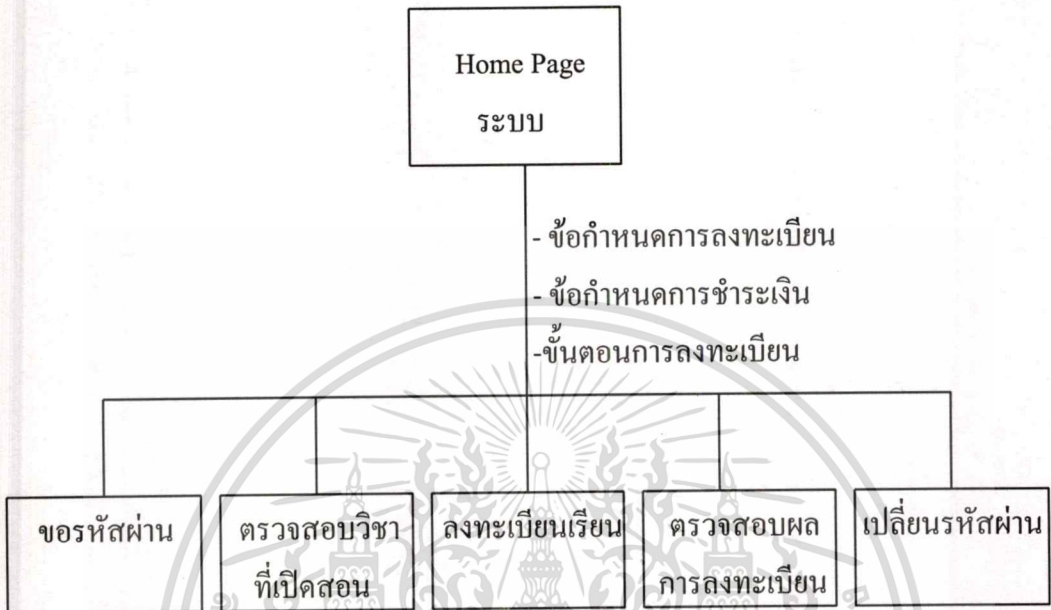 Home Page
ระบบ
- ข้อกำหนดการลงทะเบียน
- ข้อกำหนดการชำระเงิน
-ขั้นตอนการลงทะเบียน
ขอรหัสผ่าน
ตรวจสอบวิชา
ที่เปิดสอน
ลงทะเบียนเรียน
ตรวจสอบผล
การลงทะเบียน
เปลี่ยนรหัสผ่าน